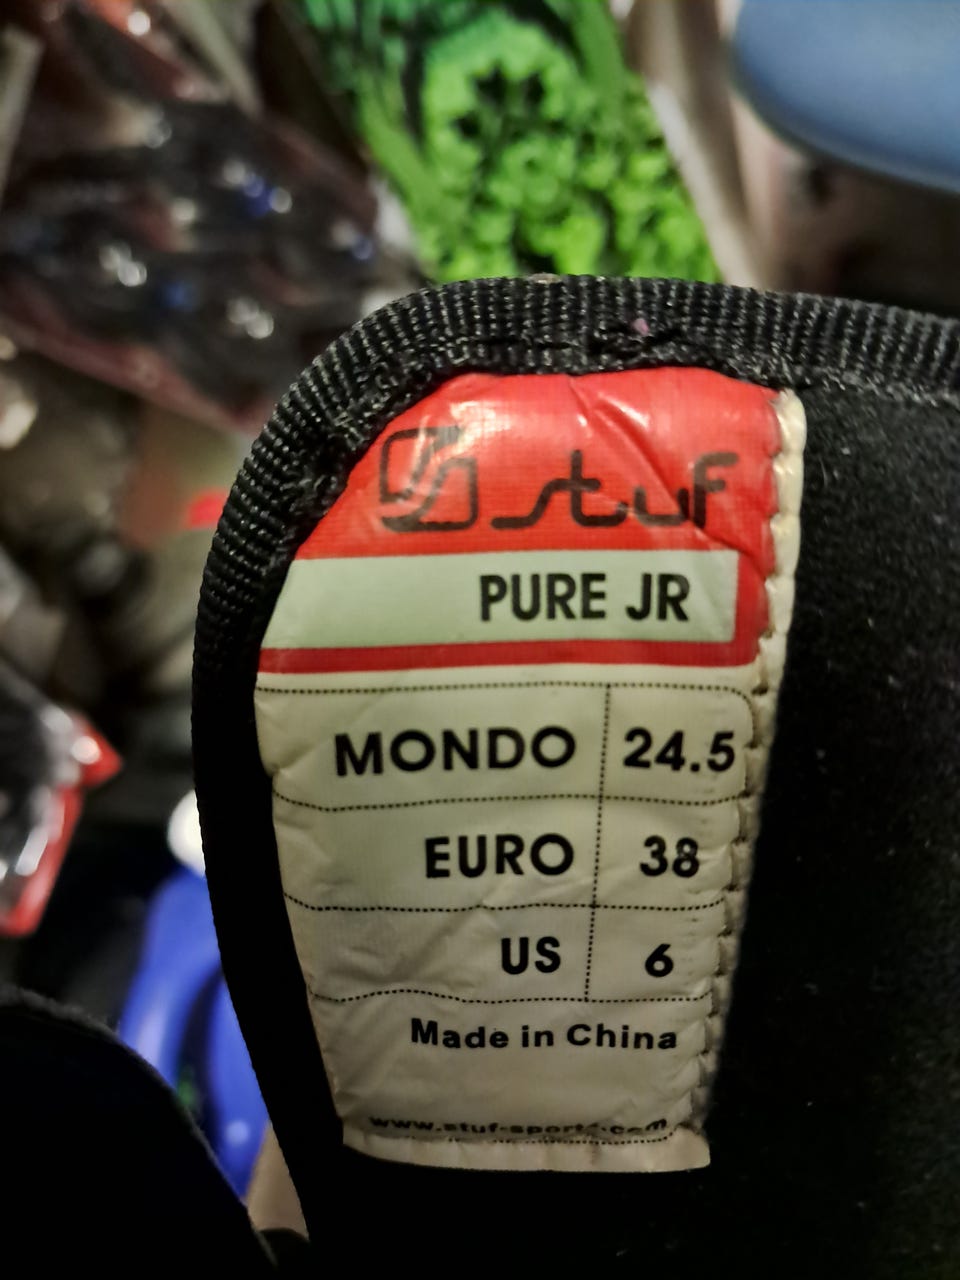 stuf
PURE JR
MONDO 24.5
EURO 38
US 6
Made in China
www.stuf-sports.com